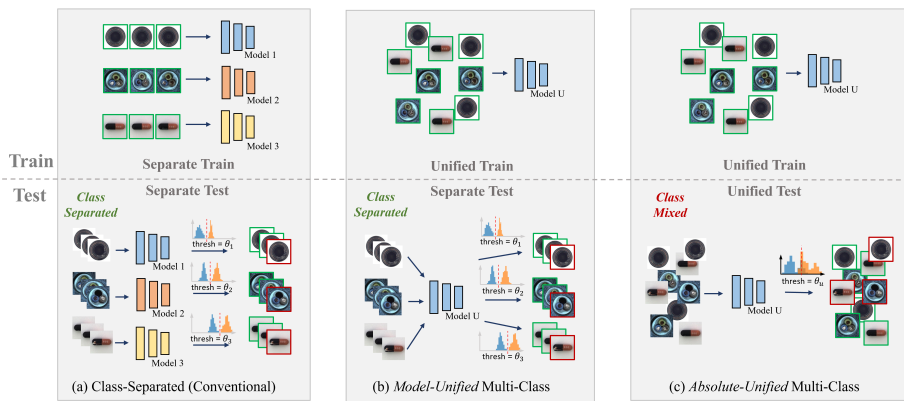 Model 1
Model 2
Model 3
Model U
Model U
Train
Separate Train
Unified Train
Unified Train
Test
Separate Test
Separate Test
Unified Test
Class
Separated
Class
Separated
Class
Mixed
thresh = θ1
thresh = θ2
thresh = θ3
Model 1
Model 2
Model 3
thresh = θ1
thresh = θ2
thresh = θ3
Model U
thresh = θu
Model U
(a) Class-Separated (Conventional)
(b) Model-Unified Multi-Class
(c) Absolute-Unified Multi-Class